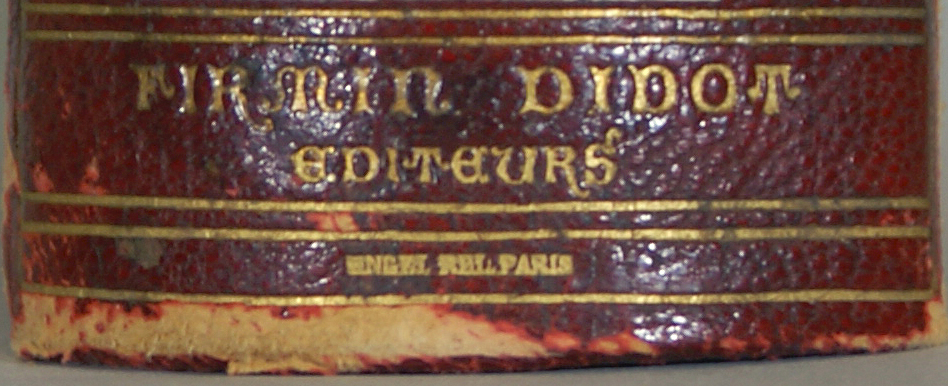 FIRMIN DIDOT
EDITEURS
ENGEL REL. PARIS